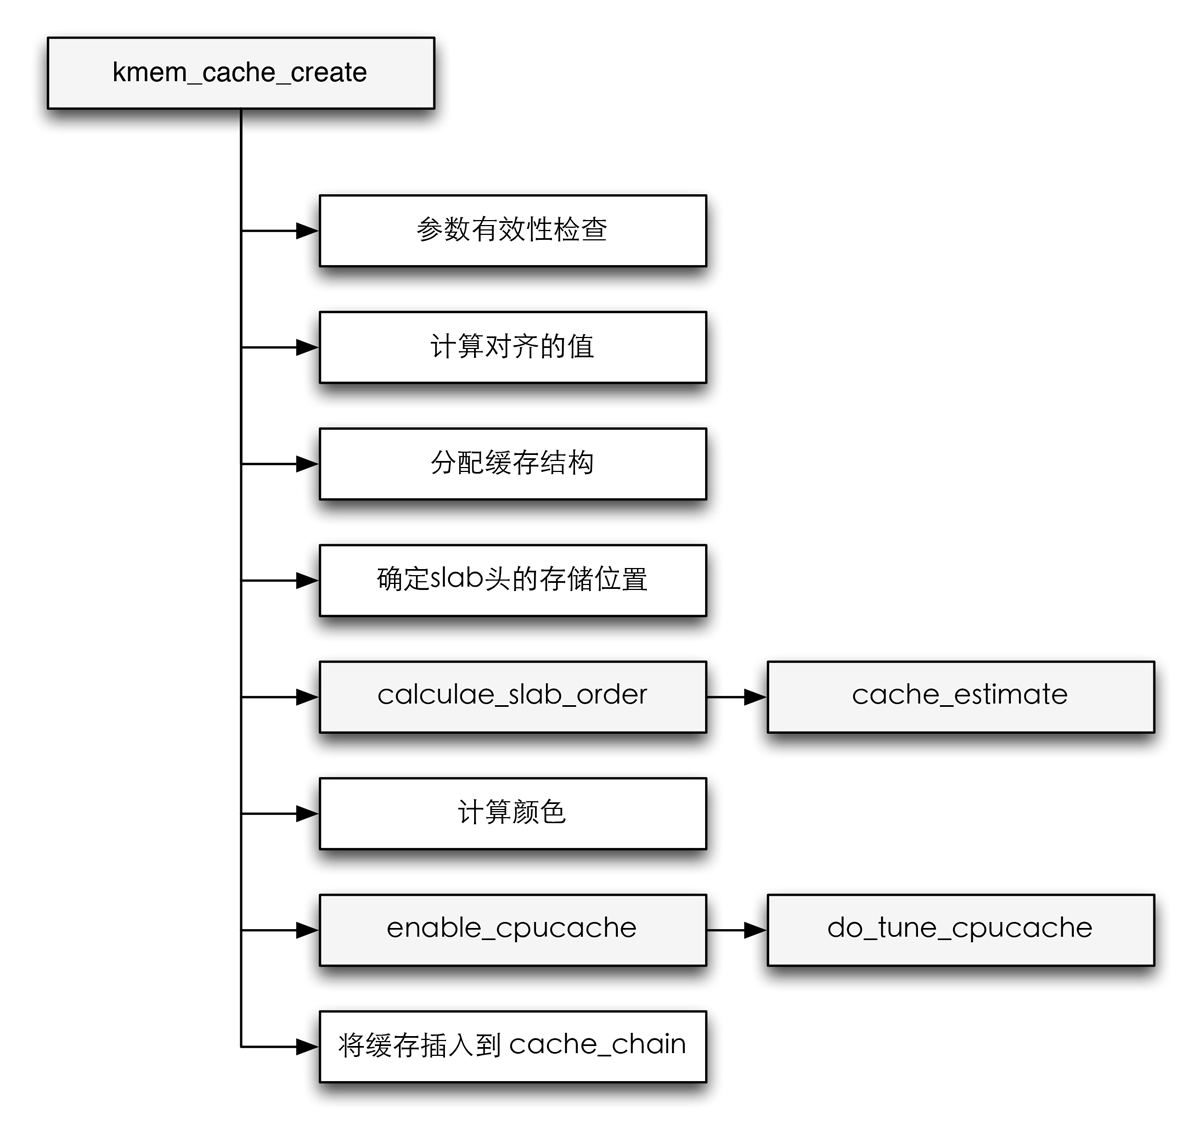 kmem_cache_create
参数有效性检查
计算对齐的值
分配缓存结构
确定slab头的存储位置
calculae_slab_order
cache_estimate
计算颜色
enable_cpucache
do_tune_cpucache
将缓存插入到 cache_chain